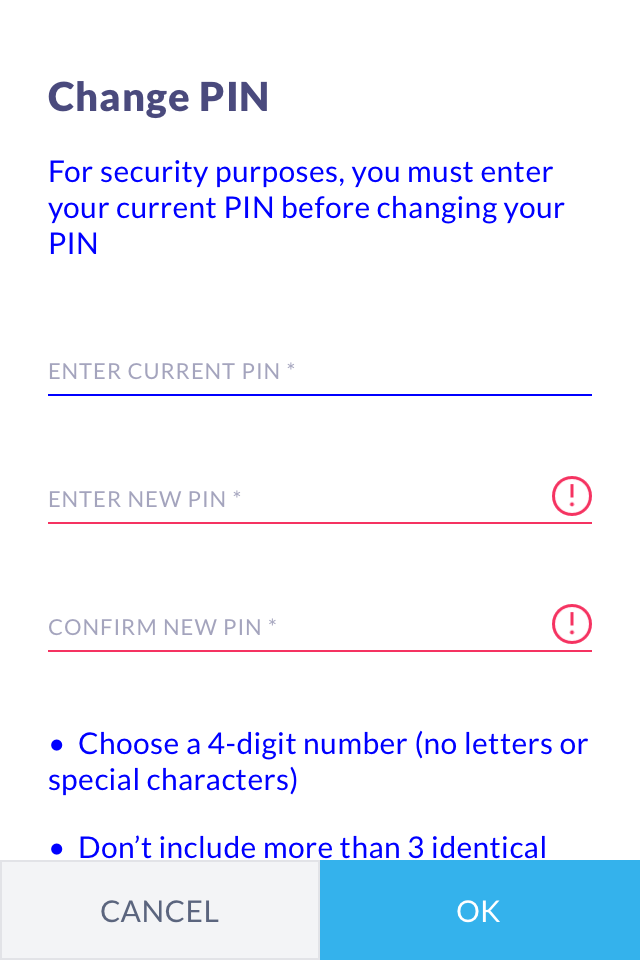 Change PIN
For security purposes, you must enter
your current PIN before changing your
PIN
ENTER CURRENT PIN *
ENTER NEW PIN *
CONFIRM NEW PIN *
• Choose a 4-digit number (no letters or
special characters)
• Don’t include more than 3 identical
CANCEL
OK